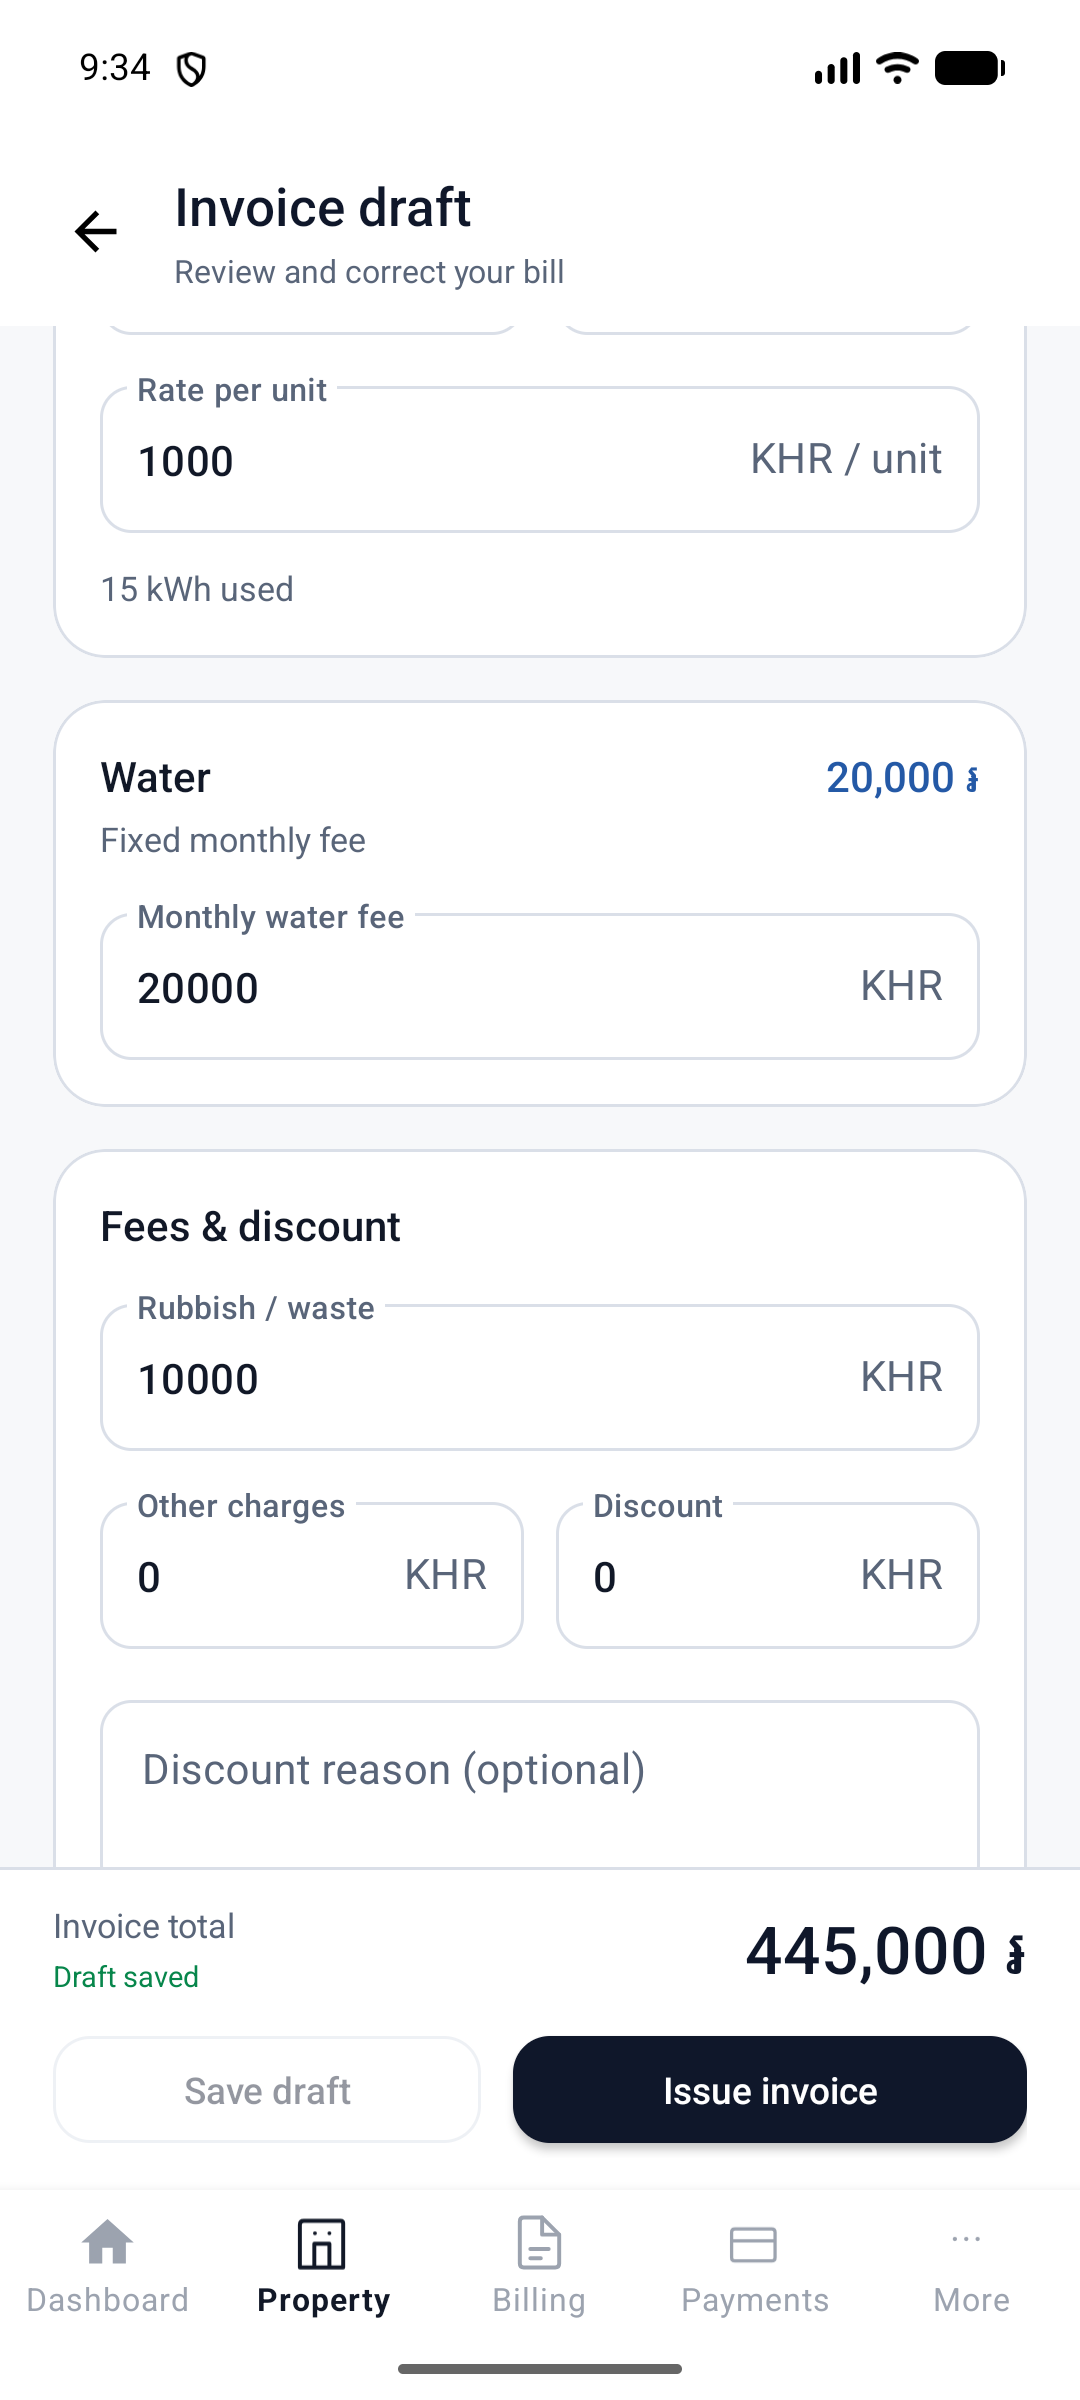 9:34
Invoice draft
Review and correct your bill
Rate per unit
1000 KHR / unit
15 kWh used
Water 20,000 ៛
Fixed monthly fee
Monthly water fee
20000 KHR
Fees & discount
Rubbish / waste
10000 KHR
Other charges Discount
0 KHR 0 KHR
Discount reason (optional)
Invoice total
445,000 ៛
Draft saved
Save draft Issue invoice
Dashboard Property Billing Payments More